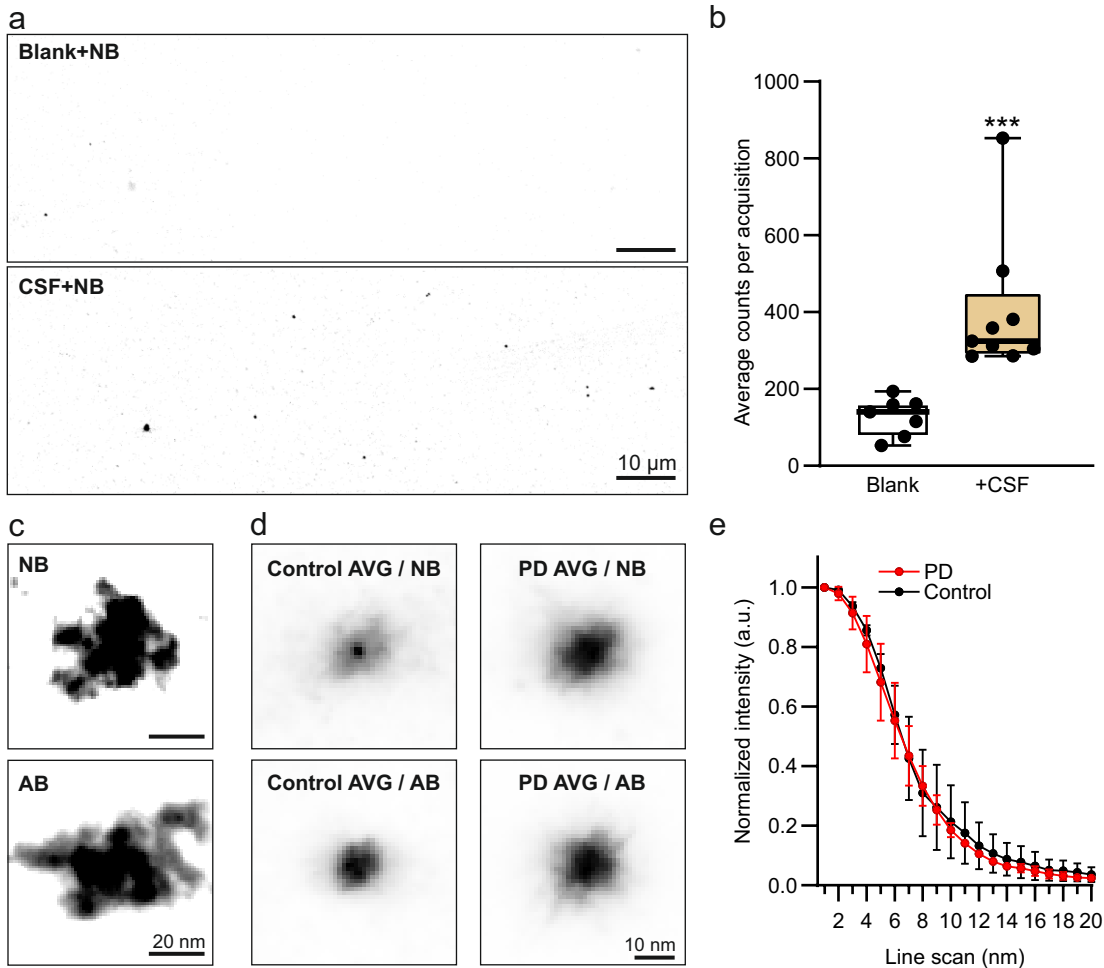 a
Blank+NB
CSF+NB
10 µm
b
Average counts per acquisition
1000
800
600
400
200
0
***
Blank
+CSF
c
NB
AB
20 nm
d
Control AVG / NB
PD AVG / NB
Control AVG / AB
PD AVG / AB
10 nm
e
PD
Control
Normalized intensity (a.u.)
1.0
0.8
0.6
0.4
0.2
0.0
2 4 6 8 10 12 14 16 18 20
Line scan (nm)